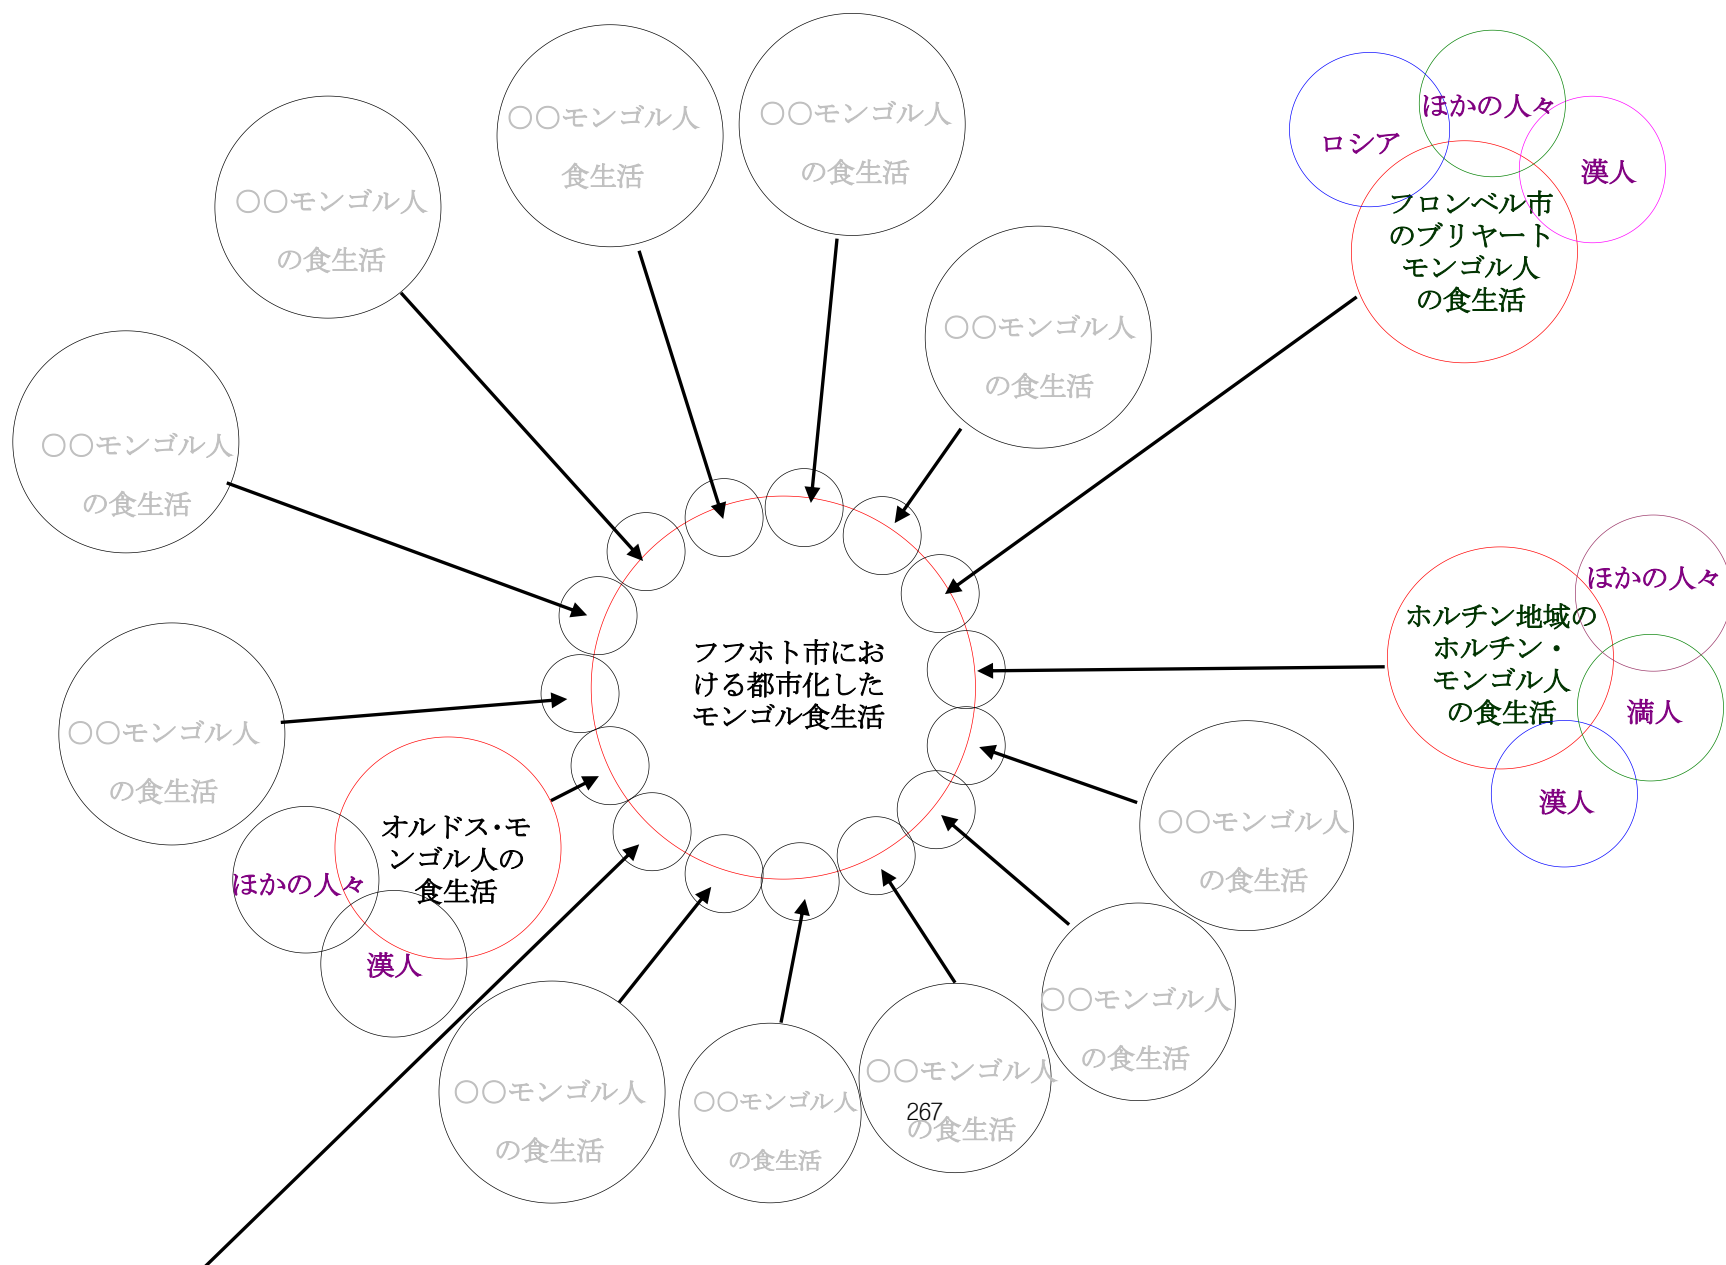 〇〇モンゴル人
食生活
〇〇モンゴル人
の食生活
〇〇モンゴル人
の食生活
ほかの人々
ロシア
漢人
フロンベル市
のブリヤート
モンゴル人
の食生活
〇〇モンゴル人
の食生活
〇〇モンゴル人
の食生活
ほかの人々
ホルチン地域の
ホルチン・
モンゴル人
の食生活
満人
漢人
フフホト市にお
ける都市化した
モンゴル食生活
〇〇モンゴル人
の食生活
オルドス・モ
ンゴル人の
食生活
ほかの人々
漢人
〇〇モンゴル人
の食生活
〇〇モンゴル人
の食生活
〇〇モンゴル人
の食生活
〇〇モンゴル人
の食生活
〇〇モンゴル人
の食生活
267